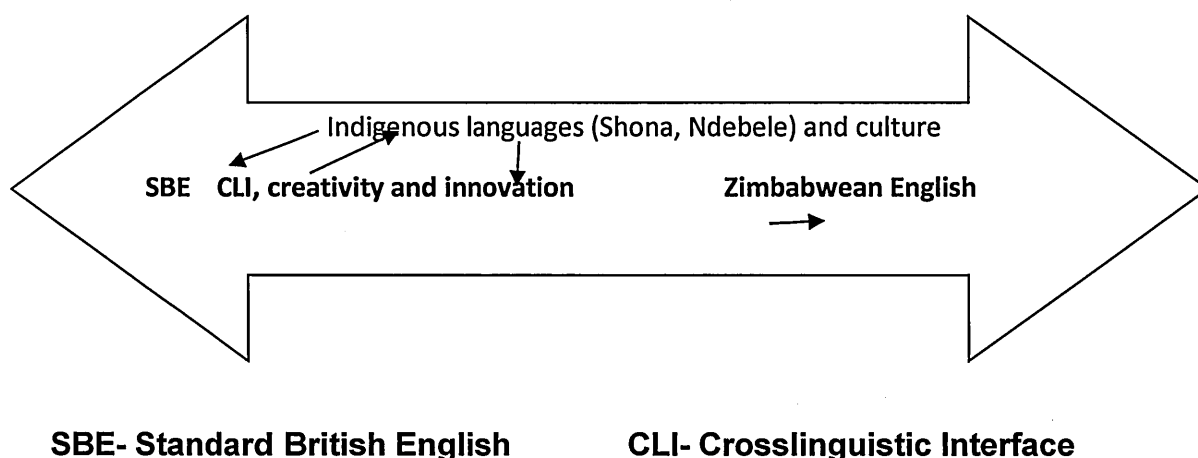 Indigenous languages (Shona, Ndebele) and culture
SBE CLI, creativity and innovation Zimbabwean English
SBE- Standard British English CLI- Crosslinguistic Interface